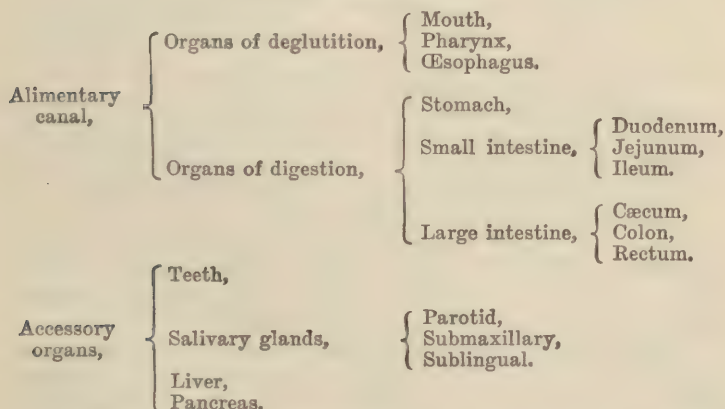 Alimentary
canal,
Organs of deglutition,
Mouth,
Pharynx,
Œsophagus.
Organs of digestion,
Stomach,
Small intestine,
Duodenum,
Jejunum,
Ileum.
Large intestine,
Cæcum,
Colon,
Rectum.
Accessory
organs,
Teeth,
Salivary glands,
Parotid,
Submaxillary,
Sublingual.
Liver,
Pancreas.